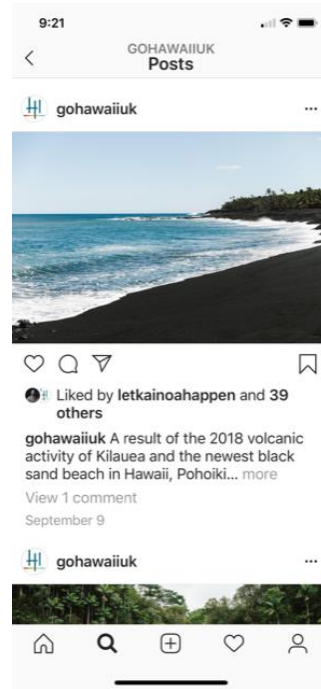 9:21
GOHAWAIIUK
Posts
gohawaiiuk
Liked by letkainoahappen and 39
others
gohawaiiuk A result of the 2018 volcanic
activity of Kilauea and the newest black
sand beach in Hawaii, Pohoiki... more
View 1 comment
September 9
gohawaiiuk